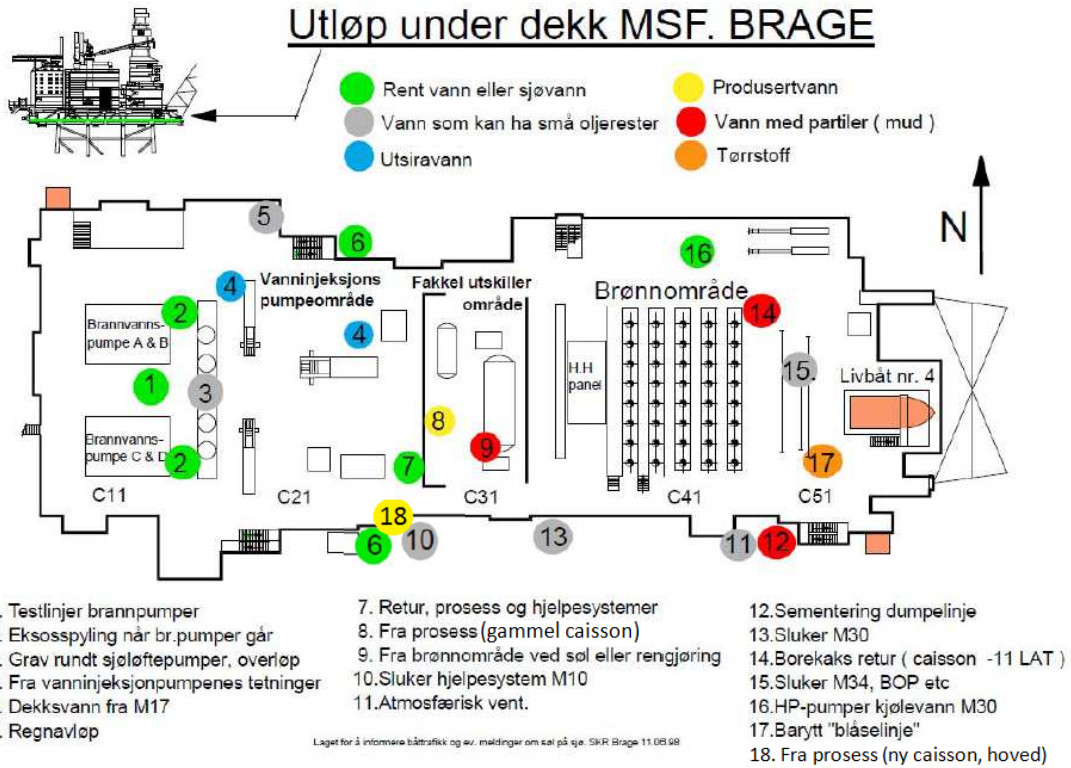 Utløp under dekk MSF. BRAGE
Rent vann eller sjøvann
Vann som kan ha små oljerester
Utsiravann
Produsertvann
Vann med partiler ( mud )
Tørrstoff
N
5
6
16
4
Vanninjeksjons
pumpeområde
Fakkel utskiller
område
Brønnområde
2
14
Brannvanns-
pumpe A & B
4
1
3
H.H
panel
15.
Livbåt nr. 4
8
Brannvanns-
pumpe C & D
2
7
9
17
C11
C21
C31
C41
C51
18
6
10
13
11
12
. Testlinjer brannpumper
. Eksosspyling når br.pumper går
. Grav rundt sjøløftepumper, overløp
. Fra vanninjeksjonpumpenes tetninger
. Dekksvann fra M17
. Regnavløp
7. Retur, prosess og hjelpesystemer
8. Fra prosess (gammel caisson)
9. Fra brønnområde ved søl eller rengjøring
10.Sluker hjelpesystem M10
11.Atmosfærisk vent.
12.Sementering dumpelinje
13.Sluker M30
14.Borekaks retur ( caisson -11 LAT )
15.Sluker M34, BOP etc
16.HP-pumper kjølevann M30
17.Barytt "blåselinje"
18. Fra prosess (ny caisson, hoved)
Laget for å informere båttrafikk og ev. meldinger om søl på sjø. SKR Brage 11.06.98